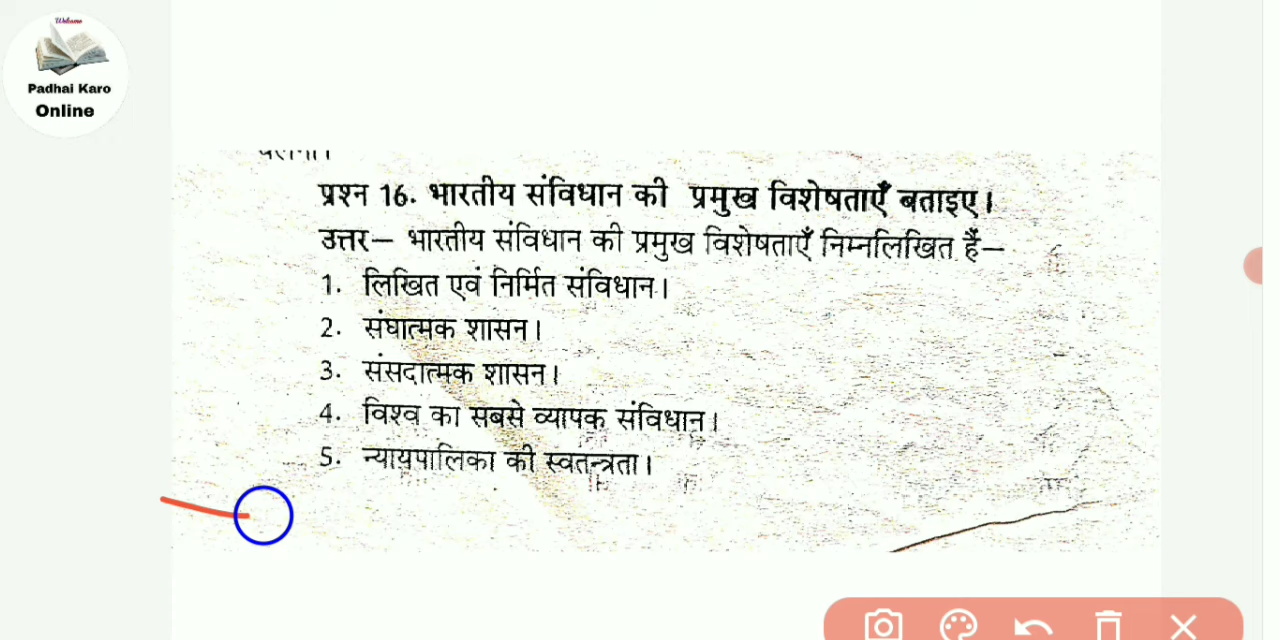 Welcome
Padhai Karo
Online
प्रश्न 16. भारतीय संविधान की प्रमुख विशेषताएँ बताइए।
उत्तर— भारतीय संविधान की प्रमुख विशेषताएँ निम्नलिखित हैं—
1. लिखित एवं निर्मित संविधान।
2. संघात्मक शासन।
3. संसदात्मक शासन।
4. विश्व का सबसे व्यापक संविधान।
5. न्यायपालिका की स्वतन्त्रता।